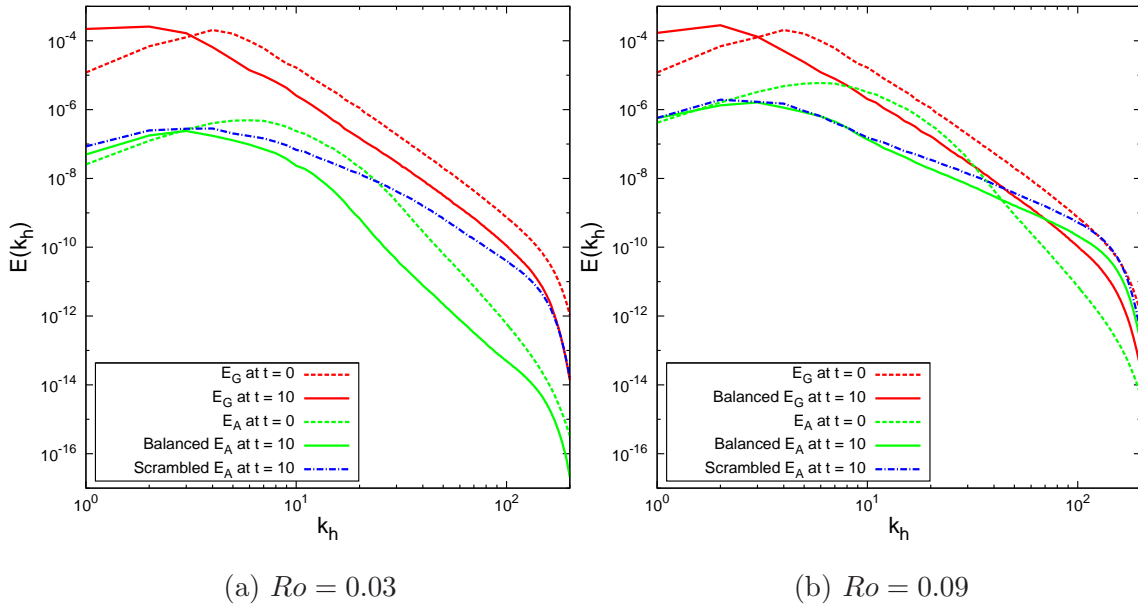 10^-4
10^-6
10^-8
10^-10
10^-12
10^-14
10^-16
E(k_h)
E_G at t = 0
E_G at t = 10
E_A at t = 0
Balanced E_A at t = 10
Scrambled E_A at t = 10
10^0
10^1
10^2
k_h
(a) Ro = 0.03
10^-4
10^-6
10^-8
10^-10
10^-12
10^-14
10^-16
E(k_h)
E_G at t = 0
Balanced E_G at t = 10
E_A at t = 0
Balanced E_A at t = 10
Scrambled E_A at t = 10
10^0
10^1
10^2
k_h
(b) Ro = 0.09